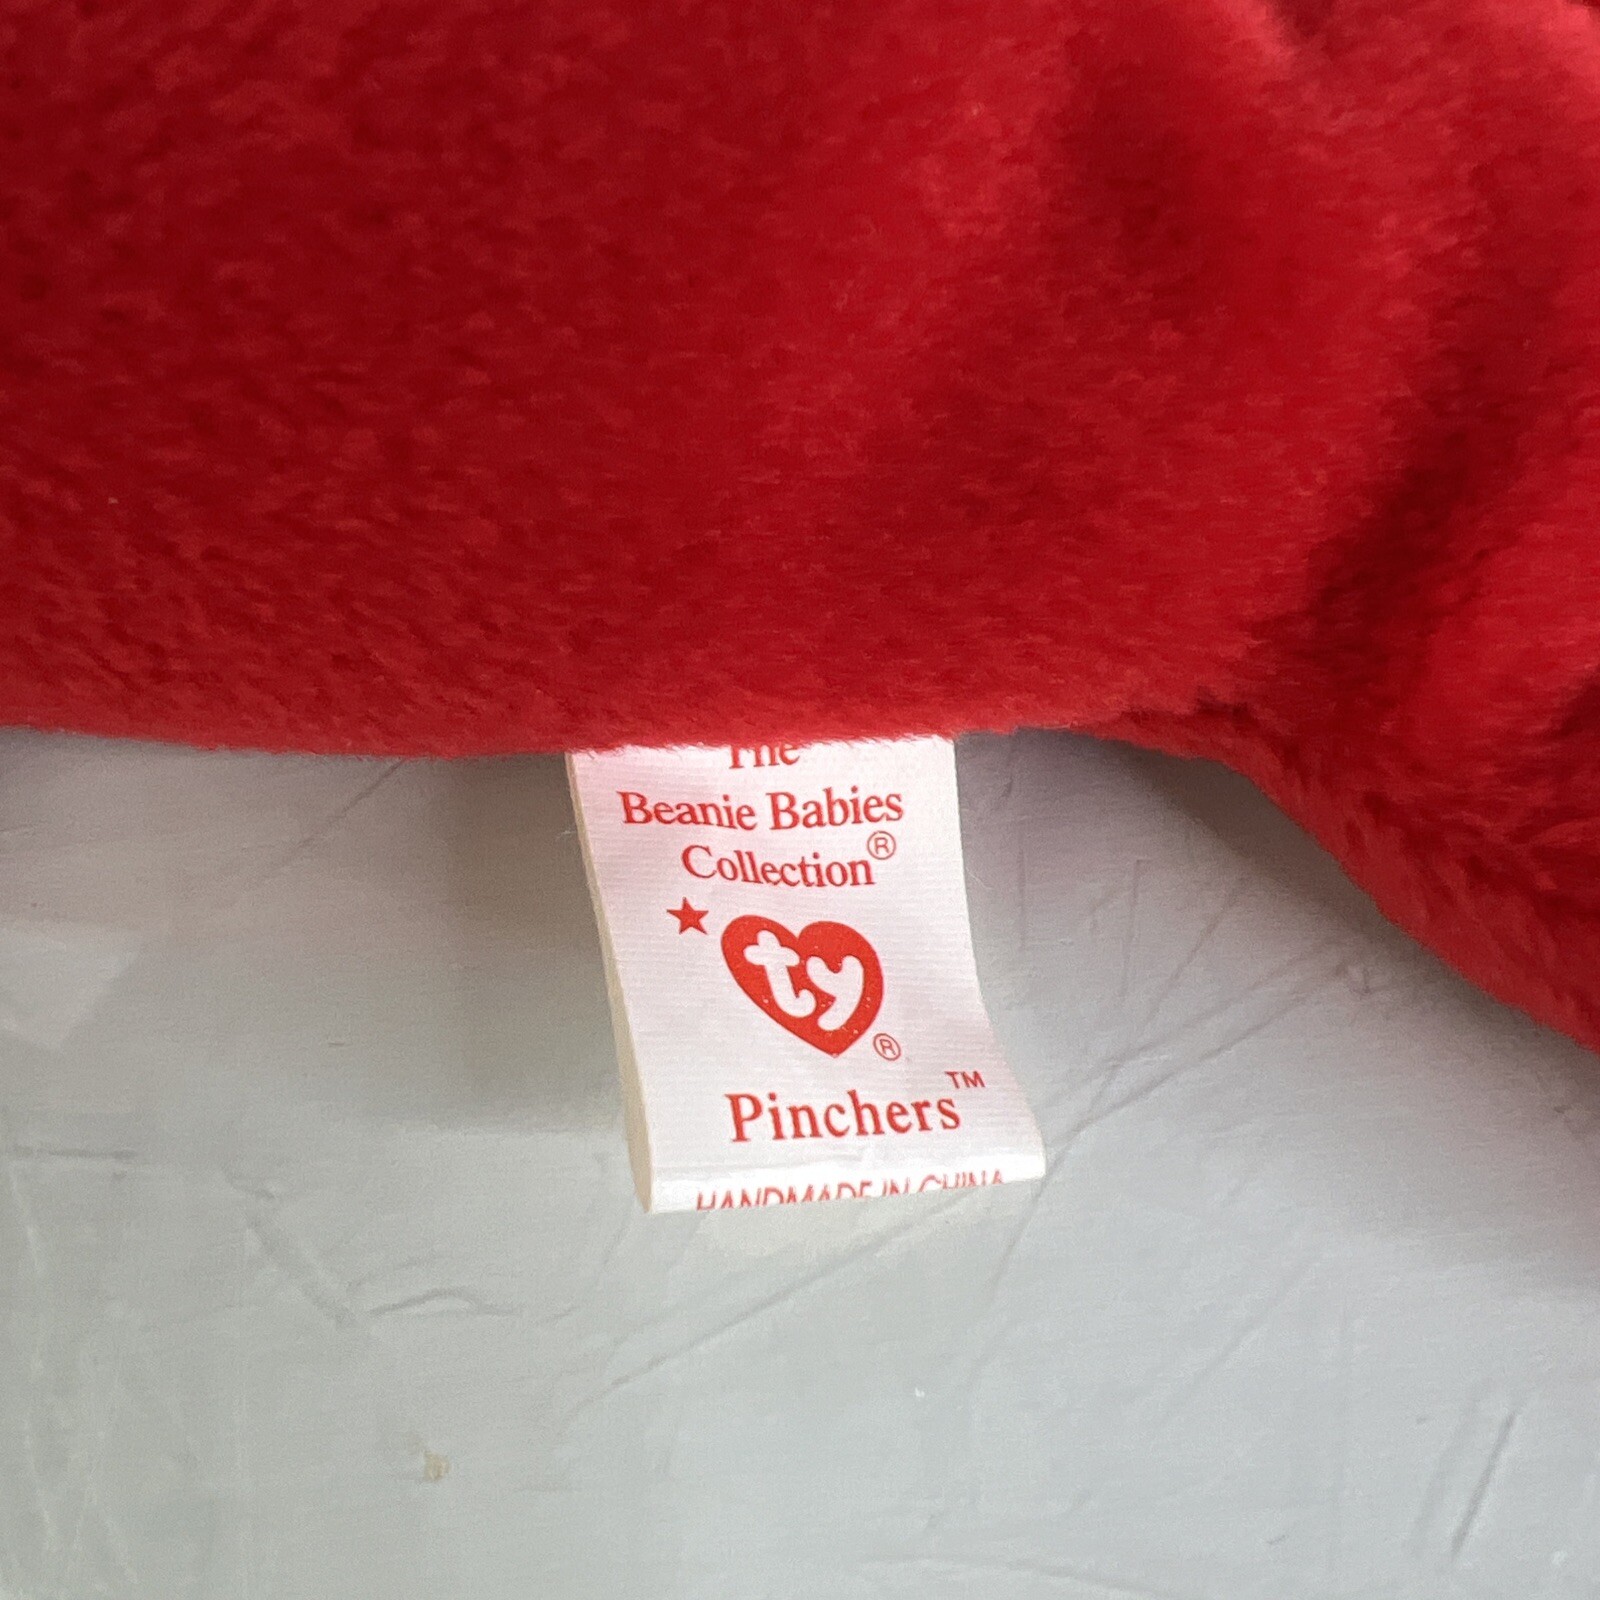 The
Beanie Babies
Collection®
ty®
Pinchers™
HANDMADE IN CHINA